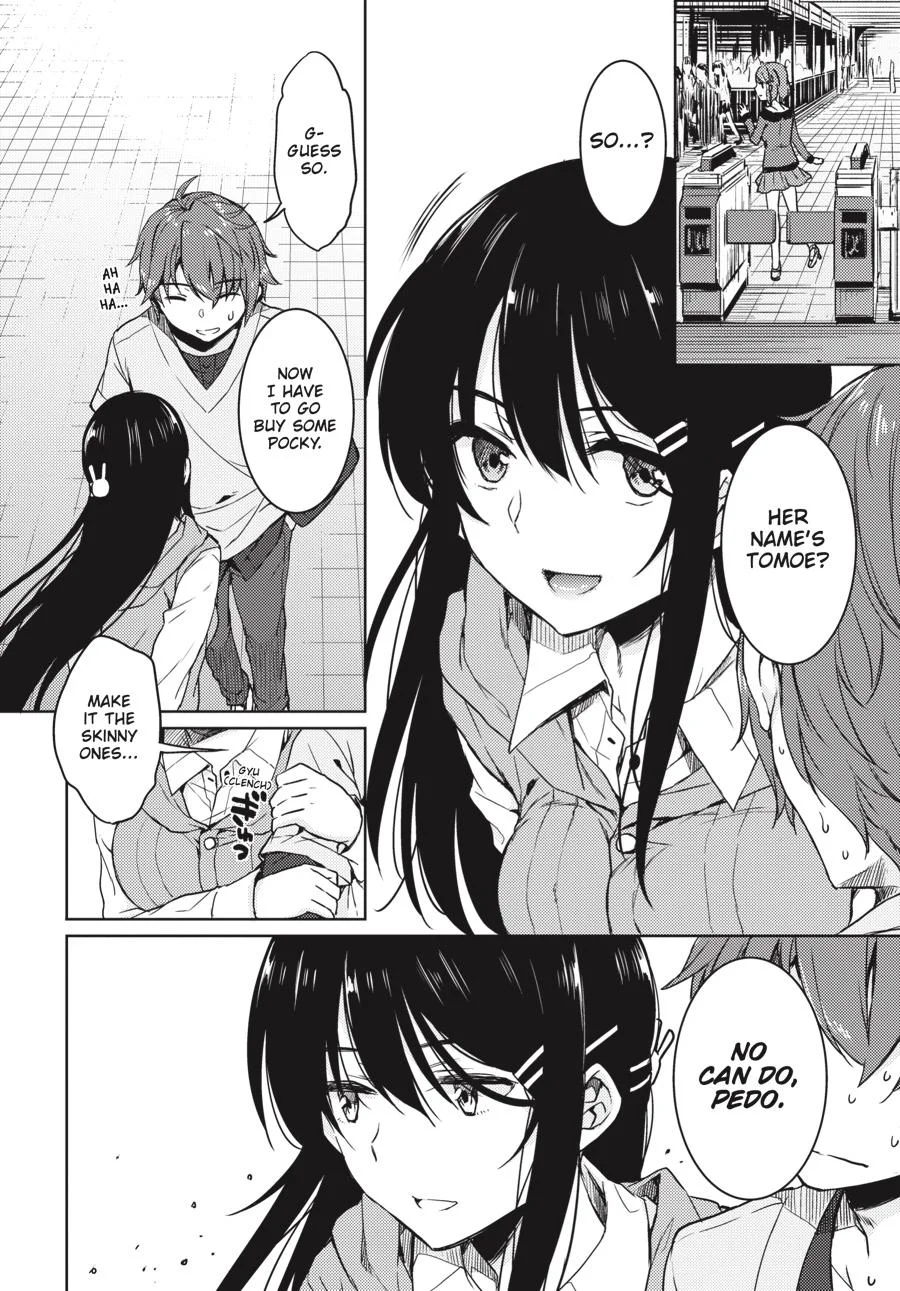 SO...?
HER
NAME'S
TOMOE?
G-
GUESS
SO.
AH
HA
HA...
NOW
I HAVE
TO GO
BUY SOME
POCKY.
MAKE
IT THE
SKINNY
ONES...
GYU
(CLENCH)
ギュっ
NO
CAN DO,
PEDO.